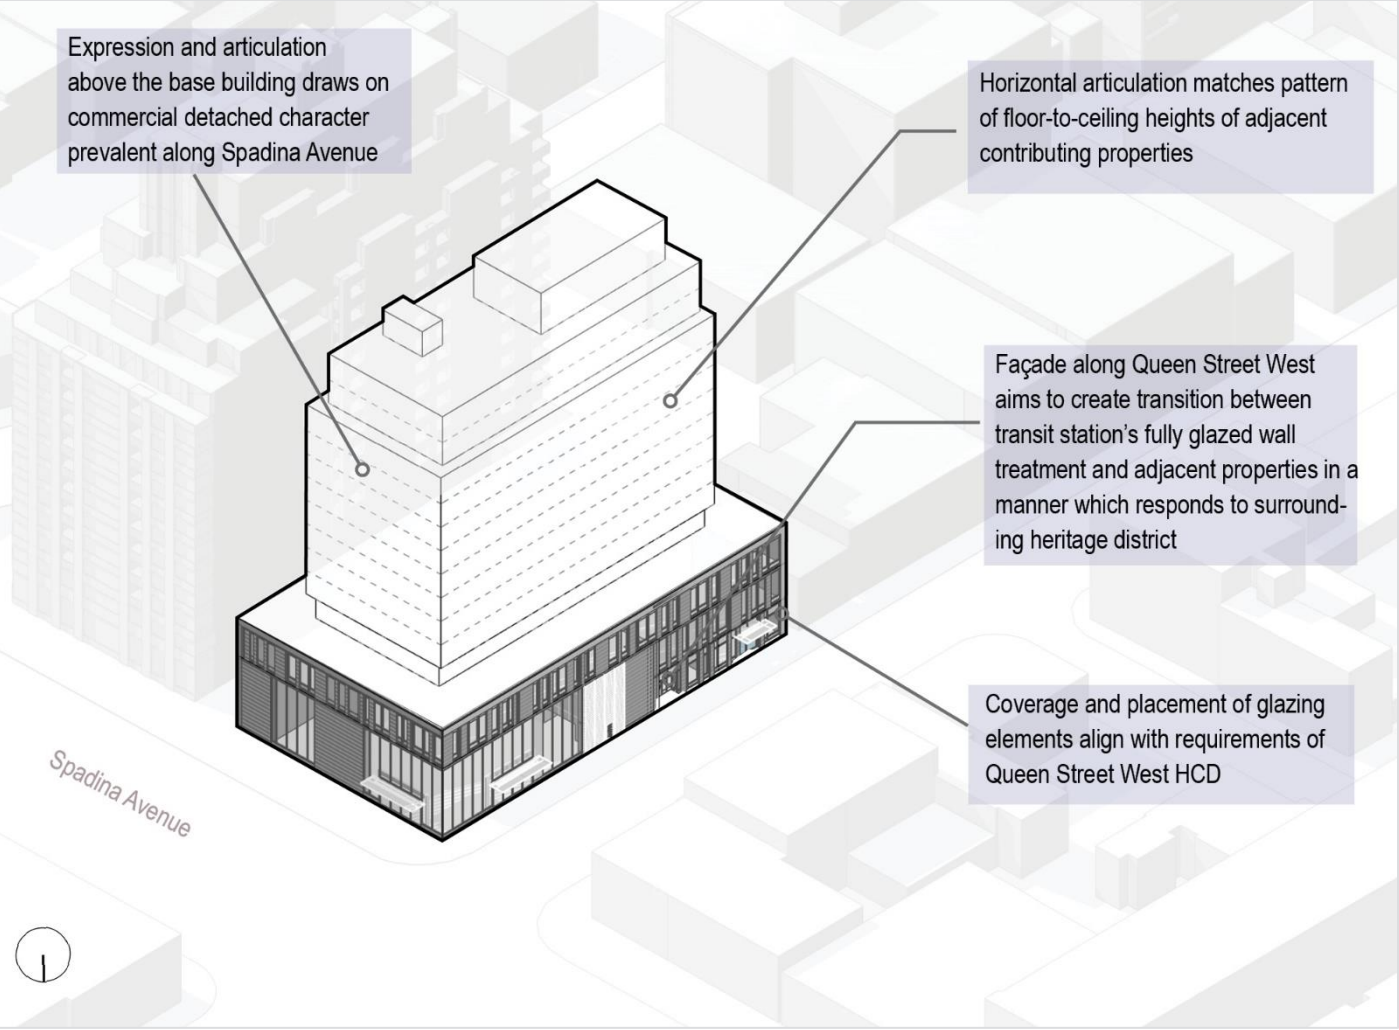 Expression and articulation
above the base building draws on
commercial detached character
prevalent along Spadina Avenue
Horizontal articulation matches pattern
of floor-to-ceiling heights of adjacent
contributing properties
Façade along Queen Street West
aims to create transition between
transit station’s fully glazed wall
treatment and adjacent properties in a
manner which responds to surround-
ing heritage district
Coverage and placement of glazing
elements align with requirements of
Queen Street West HCD
Spadina Avenue